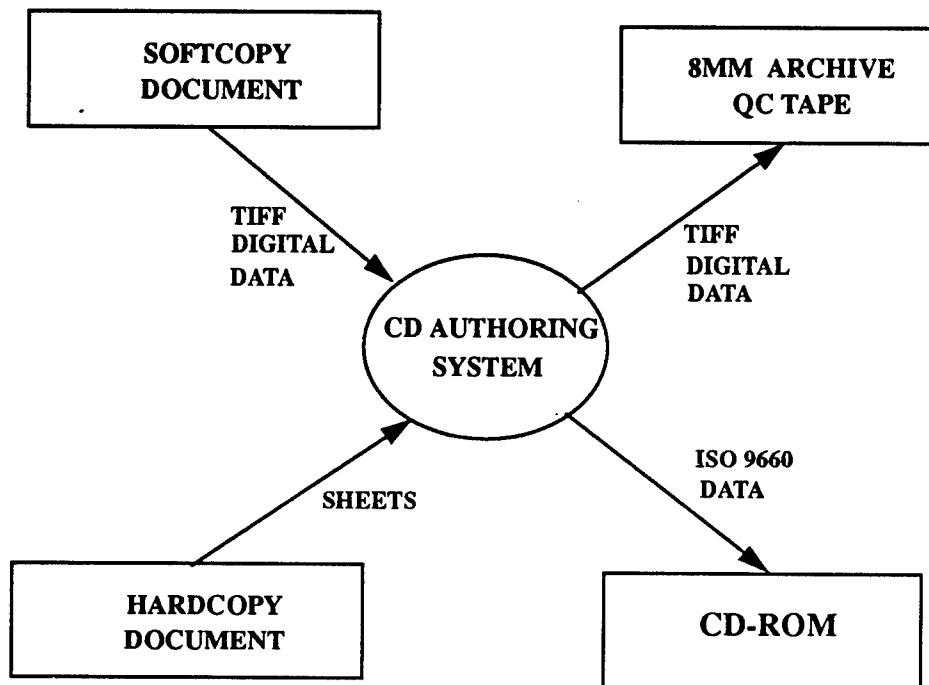 SOFTCOPY
DOCUMENT
8MM ARCHIVE
QC TAPE
TIFF
DIGITAL
DATA
TIFF
DIGITAL
DATA
CD AUTHORING
SYSTEM
SHEETS
ISO 9660
DATA
HARDCOPY
DOCUMENT
CD-ROM